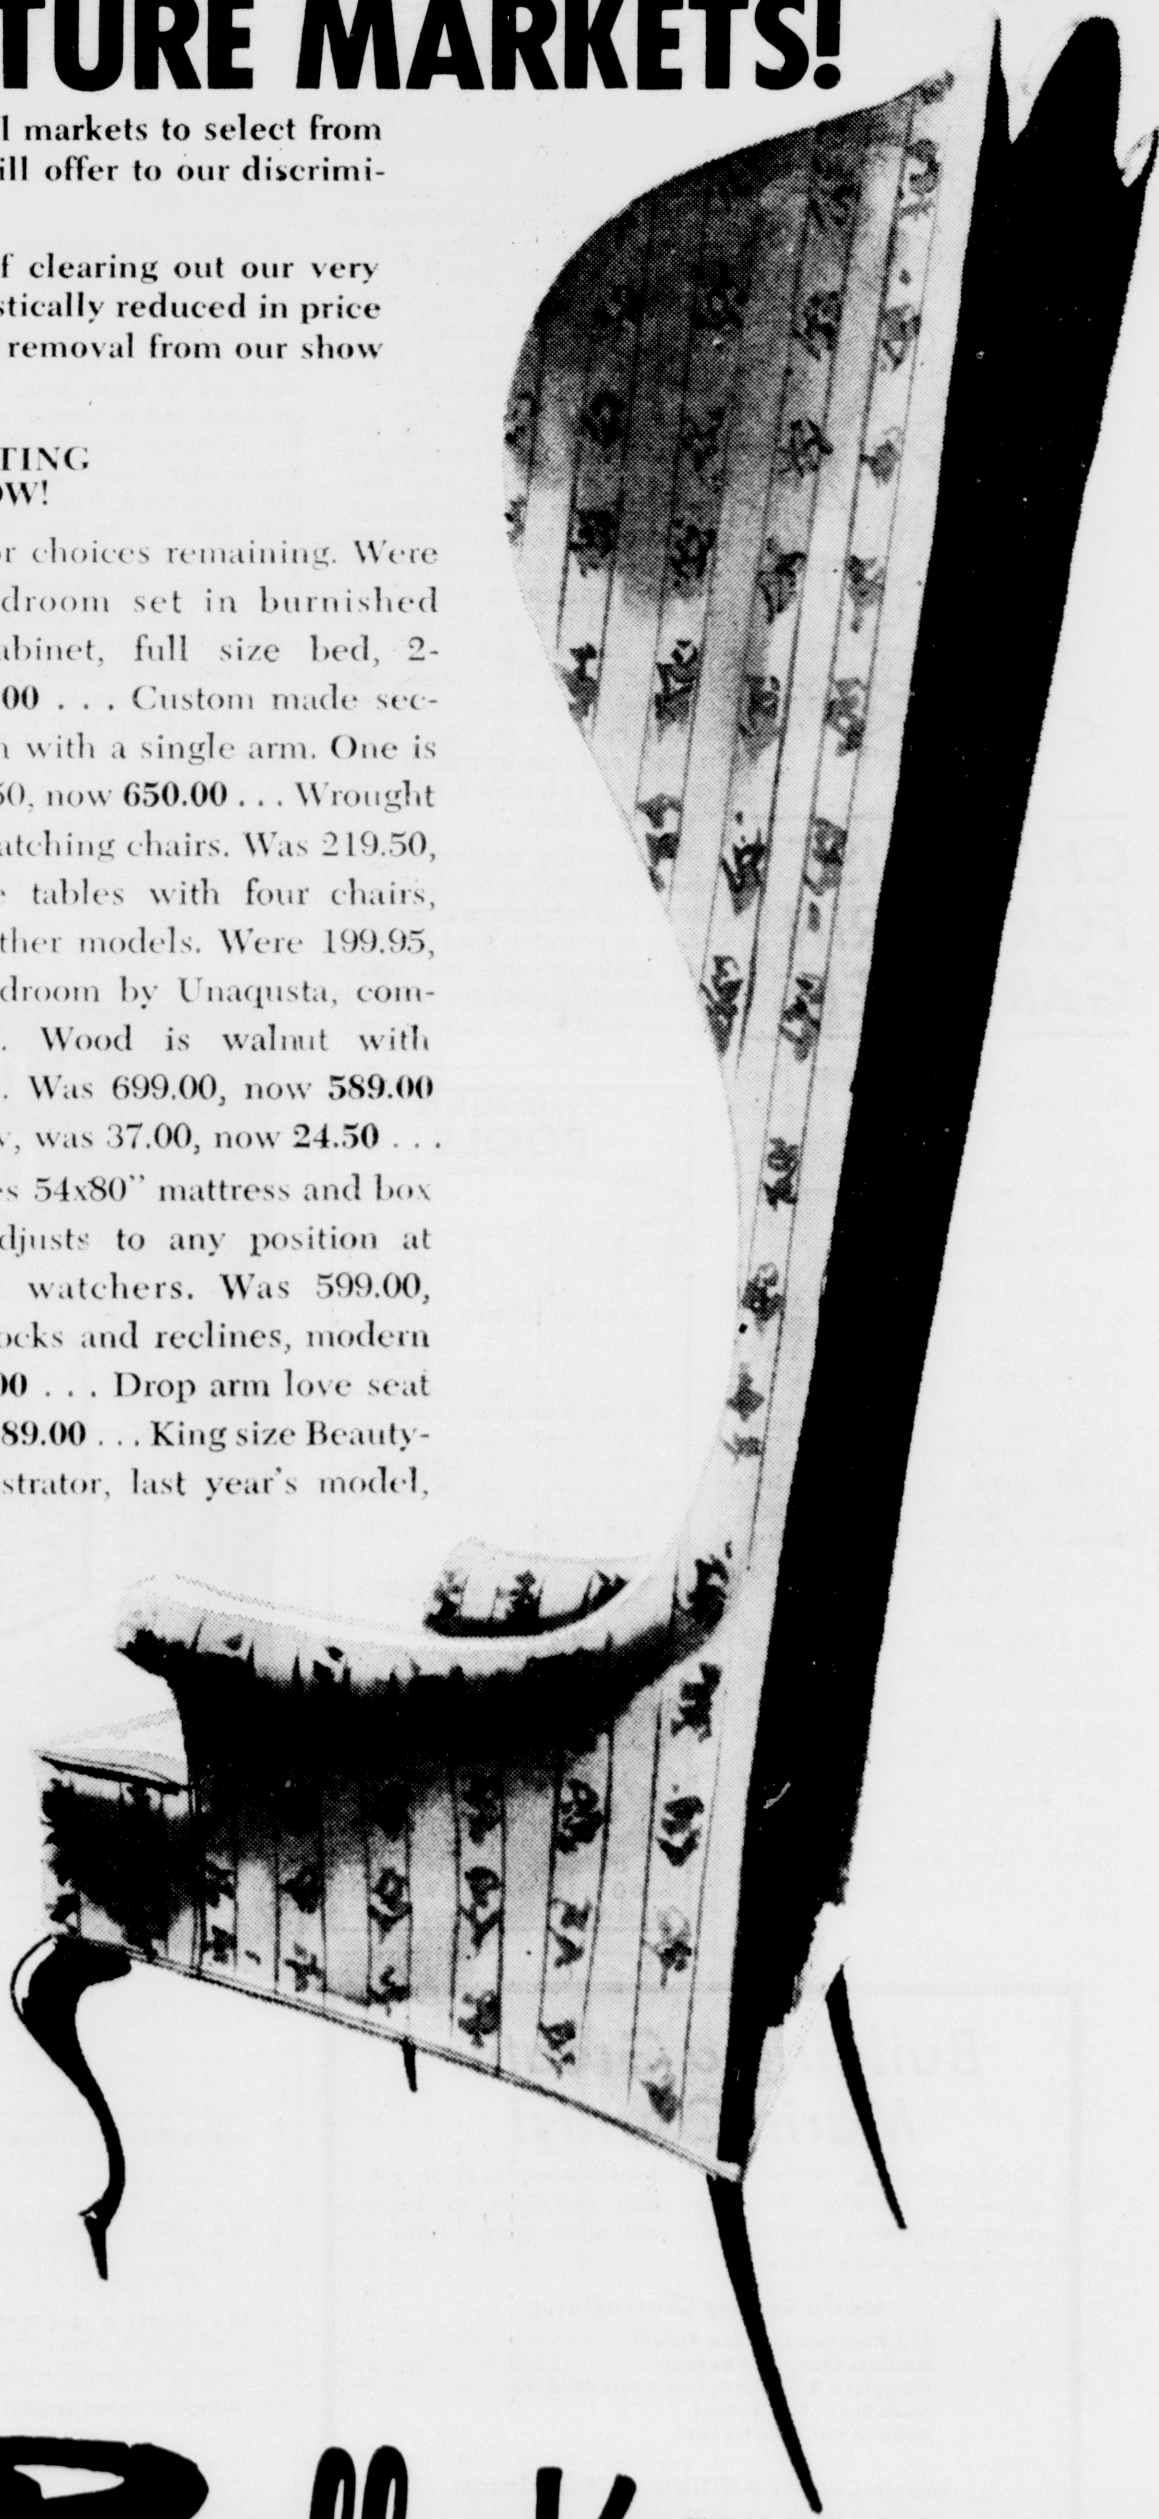 TURE MARKETS!
l markets to select from
ill offer to our discrimi-
f clearing out our very
stically reduced in price
removal from our show
TING
OW!
r choices remaining. Were
droom set in burnished
abinet, full size bed, 2-
00 . . . Custom made sec-
n with a single arm. One is
50, now 650.00 . . . Wrought
atching chairs. Was 219.50,
e tables with four chairs,
ther models. Were 199.95,
droom by Unaqusta, com-
. Wood is walnut with
. Was 699.00, now 589.00
v, was 37.00, now 24.50 . . .
es 54x80" mattress and box
djusts to any position at
watchers. Was 599.00,
ocks and reclines, modern
00 . . . Drop arm love seat
89.00 . . . King size Beauty-
strator, last year's model,